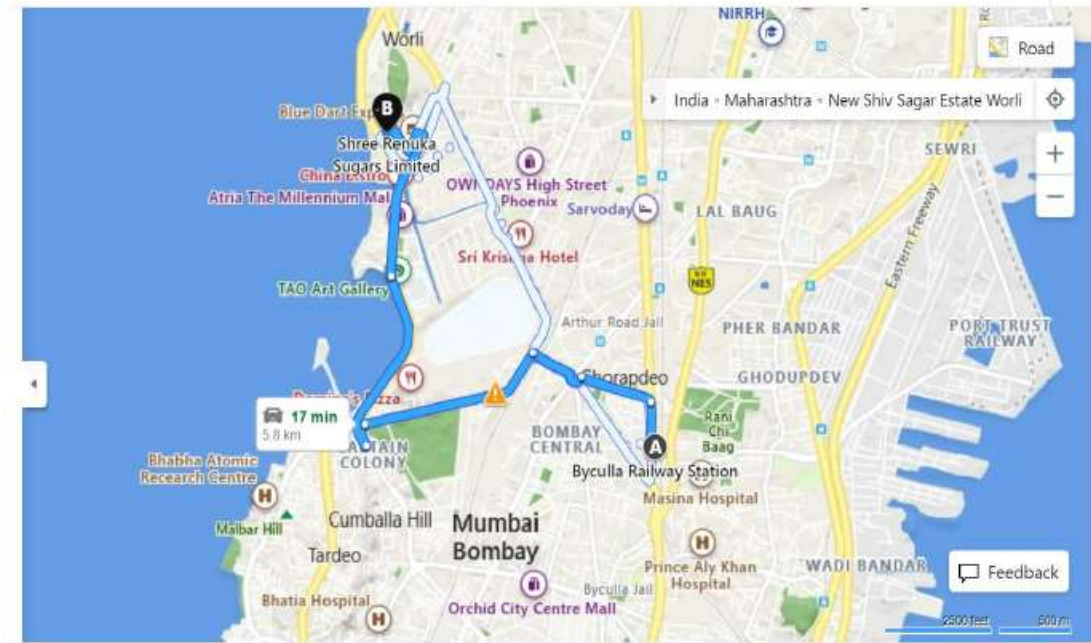 NIRRH
Worli
Road
India • Maharashtra • New Shiv Sagar Estate Worli
B
Blue Dart Exp
Shree Renuka
Sugars Limited
China Bistro
Atria The Millennium Mal
OWNDAYS High Street
Phoenix
Sarvoday
SEWRI
LAL BAUG
Eastern Freeway
Sri Krishna Hotel
TAO Art Gallery
NES
Arthur Road Jail
PHER BANDAR
PORT TRUST
RAILWAY
Chorapdeo
GHODUPDEV
Domino's Pizza
17 min
5.8 km
CAPTAIN
COLONY
BOMBAY
CENTRAL
Rani
Chi
Baag
A
Byculla Railway Station
Bhabha Atomic
Recearch Centre
H
Masina Hospital
Malbar Hill
Cumballa Hill
Mumbai
Bombay
Tardeo
H
Prince Aly Khan
Hospital
WADI BANDAR
Feedback
Byculla Jail
Bhatia Hospital
H
Orchid City Centre Mall
2500 feet
500 m